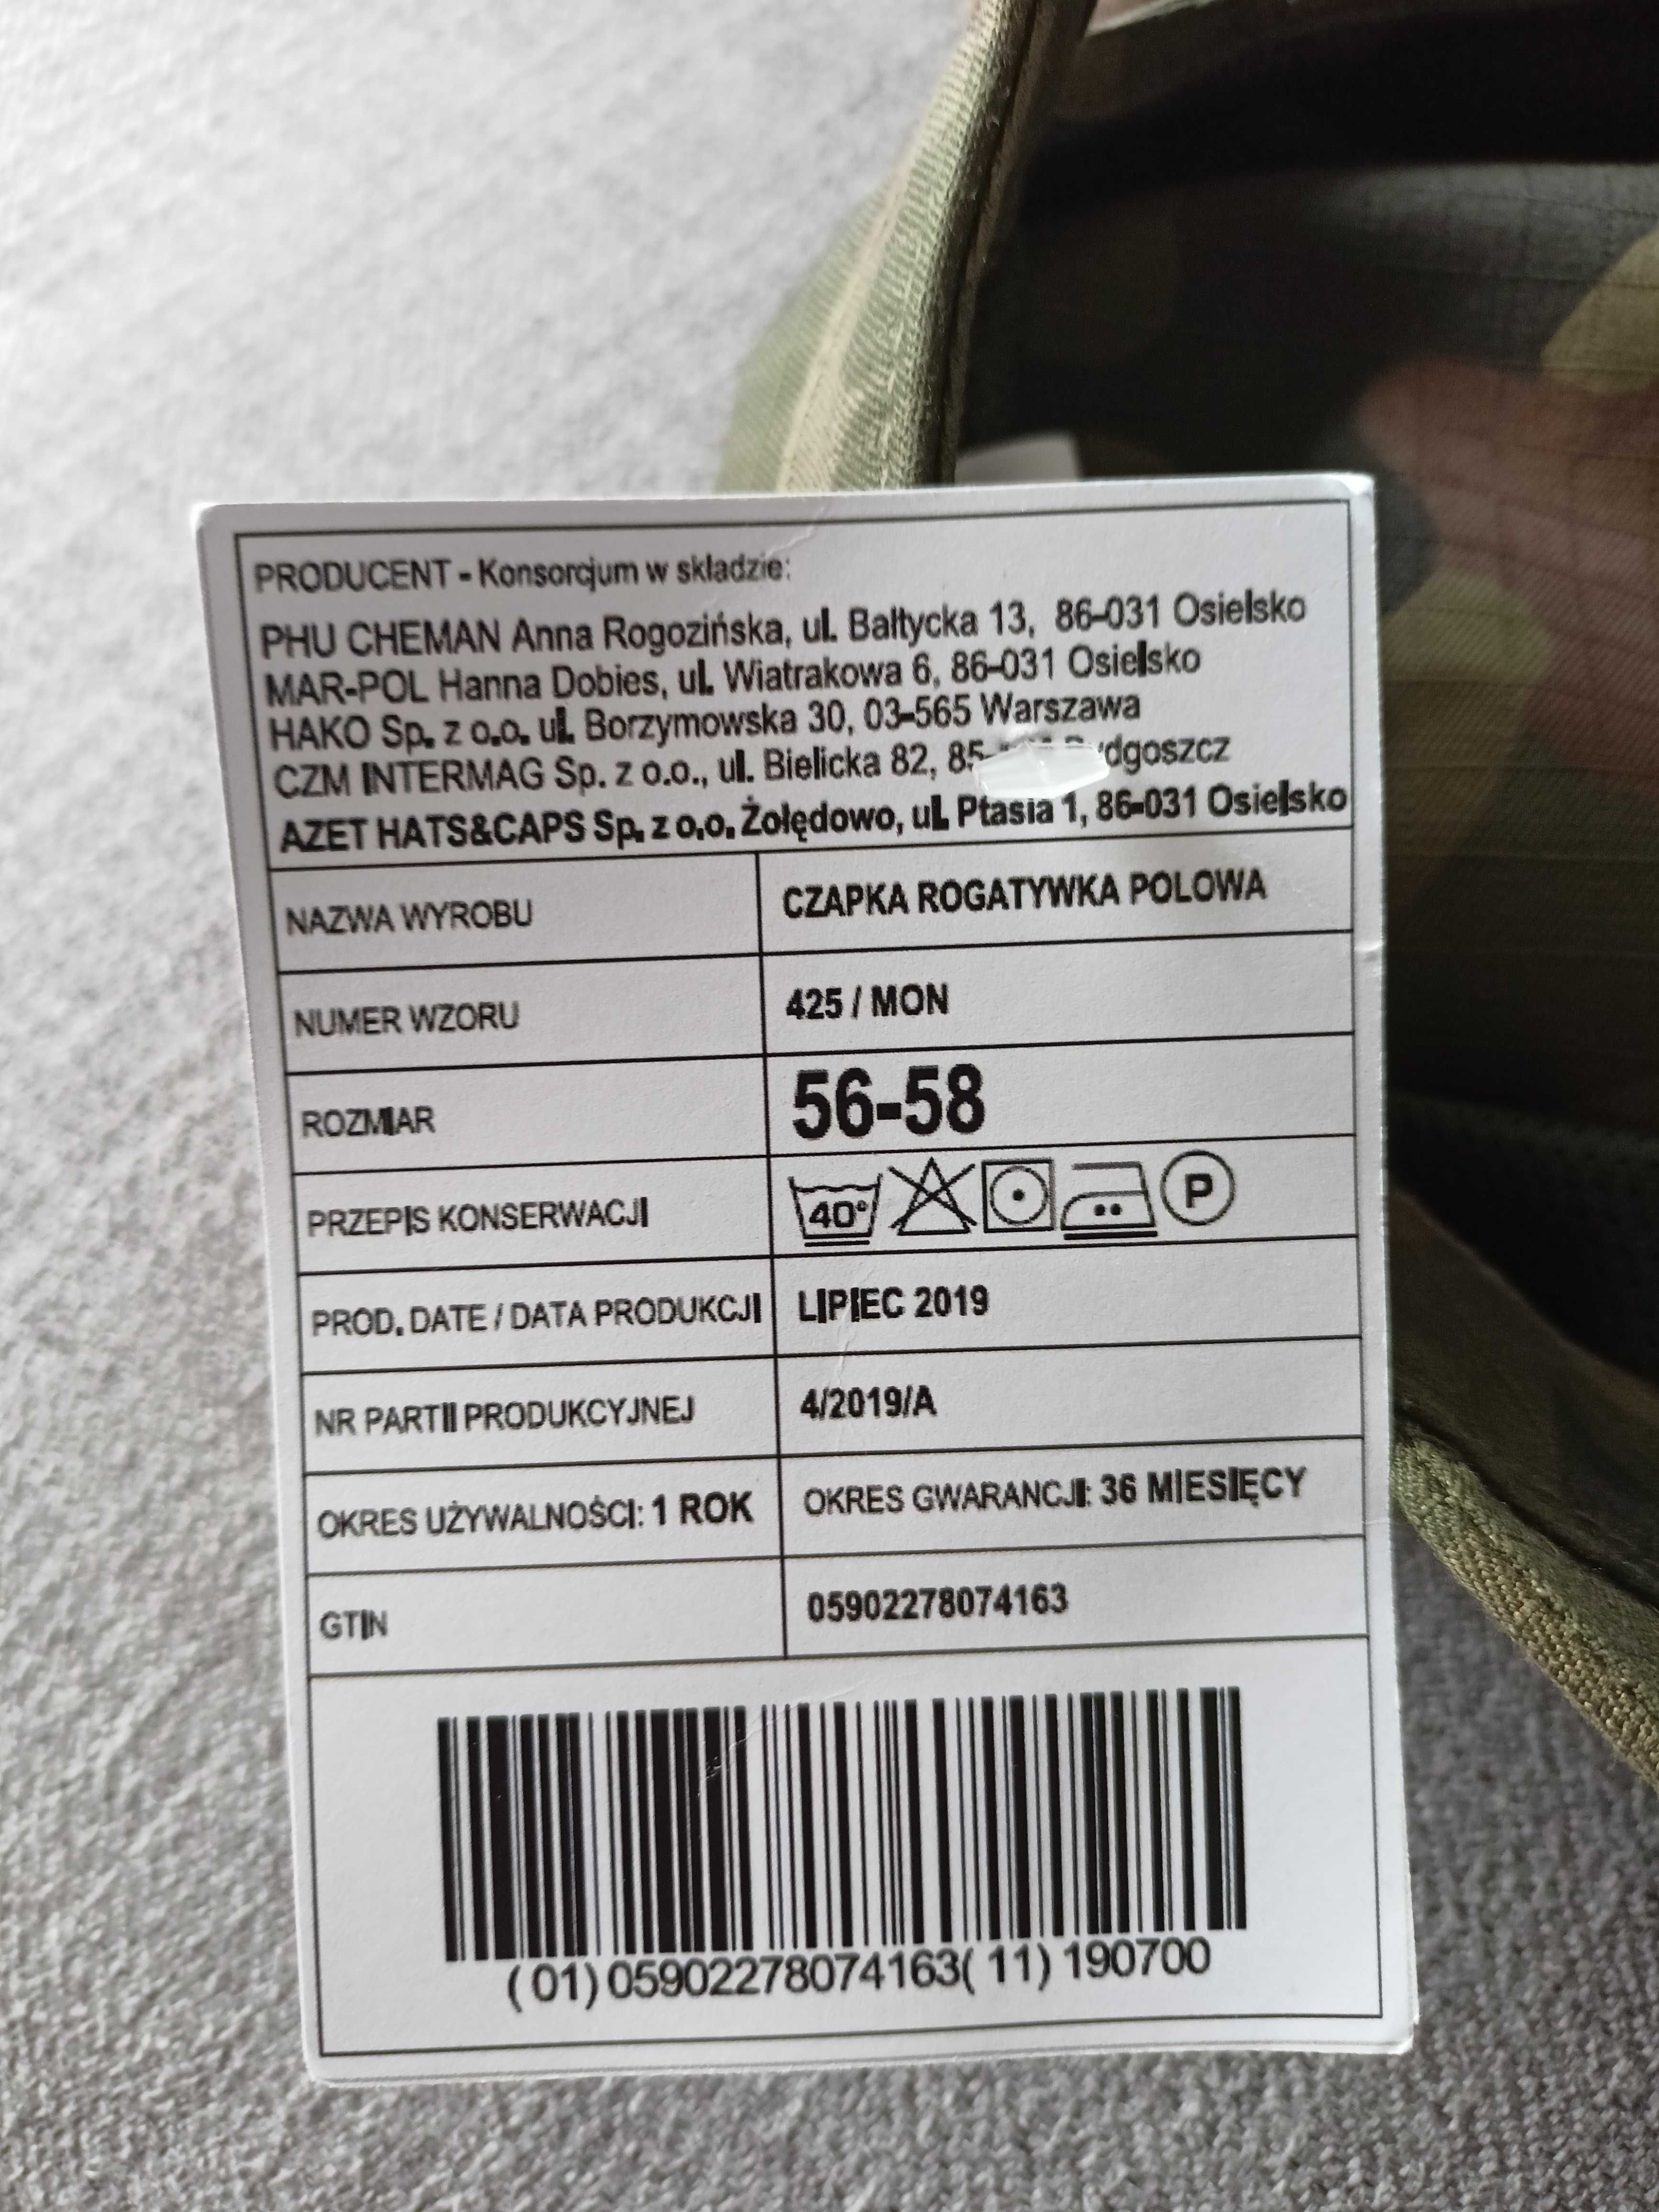 PRODUCENT - Konsorcjum w składzie:
PHU CHEMAN Anna Rogozińska, ul. Bałtycka 13, 86-031 Osielsko
MAR-POL Hanna Dobies, ul. Wiatrakowa 6, 86-031 Osielsko
HAKO Sp. z o.o. ul. Borzymowska 30, 03-565 Warszawa
CZM INTERMAG Sp. z o.o., ul. Bielicka 82,
AZET HATS&CAPS Sp. z o.o. Żołędowo, ul. Ptasia 1, 86-031 Osielsko
NAZWA WYROBU CZAPKA ROGATYWKA POLOWA
NUMER WZORU 425 / MON
ROZMIAR 56-58
PRZEPIS KONSERWACJI 40° P
PROD. DATE / DATA PRODUKCJI LIPIEC 2019
NR PARTII PRODUKCYJNEJ 4/2019/A
OKRES UŻYWALNOŚCI: 1 ROK OKRES GWARANCJI: 36 MIESIĘCY
GTIN 05902278074163
(01)05902278074163(11)190700